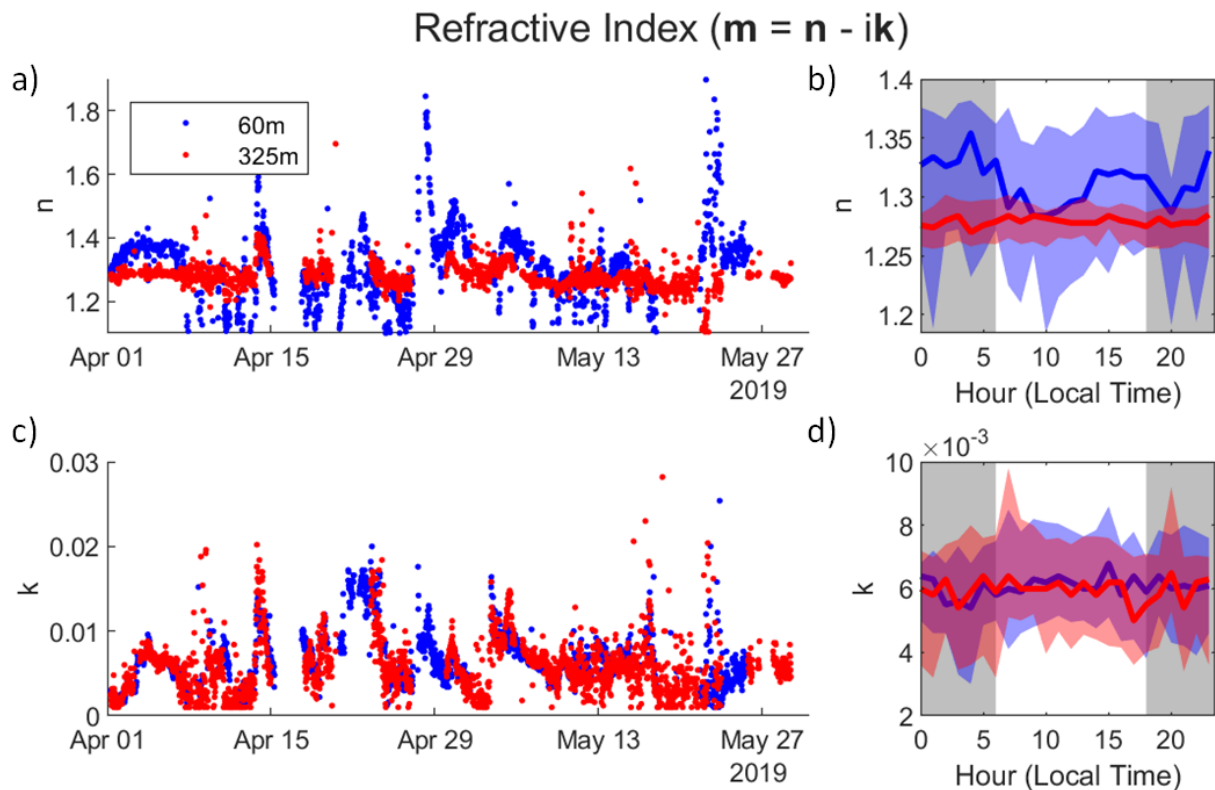 Refractive Index (m = n - ik)
a)
n
1.8
1.6
1.4
1.2
60m
325m
Apr 01 Apr 15 Apr 29 May 13 May 27
2019
b)
n
1.4
1.35
1.3
1.25
1.2
0 5 10 15 20
Hour (Local Time)
c)
k
0.03
0.02
0.01
0
Apr 01 Apr 15 Apr 29 May 13 May 27
2019
d)
×10-3
k
10
8
6
4
2
0 5 10 15 20
Hour (Local Time)